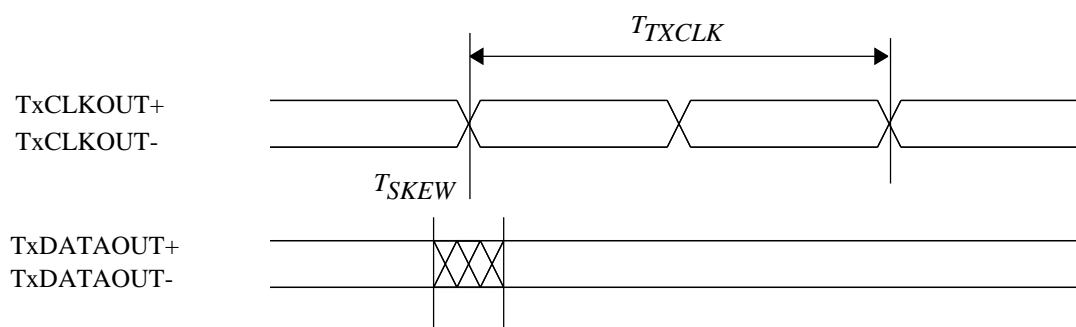 T_TXCLK
TxCLKOUT+
TxCLKOUT-
T_SKEW
TxDATAOUT+
TxDATAOUT-